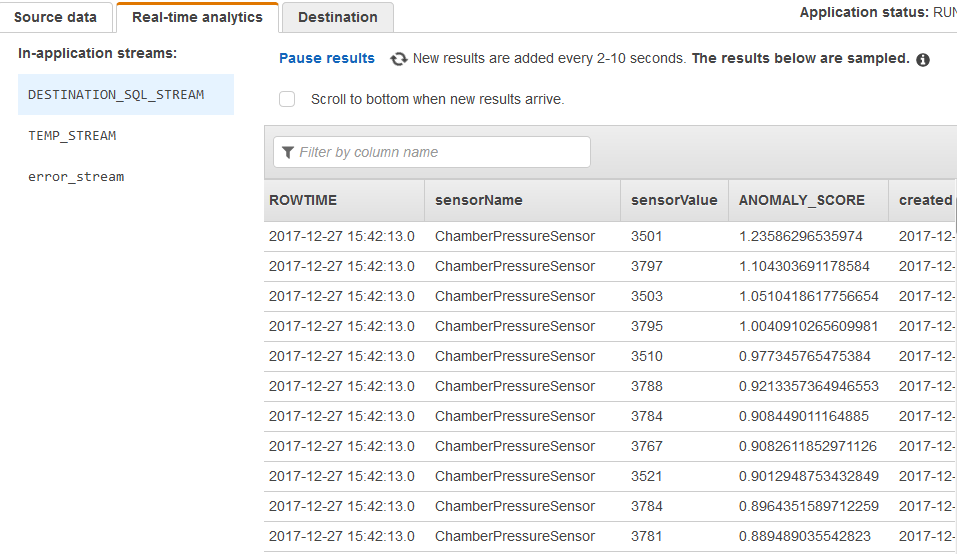 Source data Real-time analytics Destination Application status: RUN
In-application streams:
DESTINATION_SQL_STREAM
TEMP_STREAM
error_stream
Pause results New results are added every 2-10 seconds. The results below are sampled.
Scroll to bottom when new results arrive.
Filter by column name
ROWTIME sensorName sensorValue ANOMALY_SCORE created
2017-12-27 15:42:13.0 ChamberPressureSensor 3501 1.23586296535974 2017-12-
2017-12-27 15:42:13.0 ChamberPressureSensor 3797 1.104303691178584 2017-12-
2017-12-27 15:42:13.0 ChamberPressureSensor 3503 1.0510418617756654 2017-12-
2017-12-27 15:42:13.0 ChamberPressureSensor 3795 1.0040910265609981 2017-12-
2017-12-27 15:42:13.0 ChamberPressureSensor 3510 0.977345765475384 2017-12-
2017-12-27 15:42:13.0 ChamberPressureSensor 3788 0.9213357364946553 2017-12-
2017-12-27 15:42:13.0 ChamberPressureSensor 3784 0.908449011164885 2017-12-
2017-12-27 15:42:13.0 ChamberPressureSensor 3767 0.9082611852971126 2017-12-
2017-12-27 15:42:13.0 ChamberPressureSensor 3521 0.9012948753432849 2017-12-
2017-12-27 15:42:13.0 ChamberPressureSensor 3784 0.8964351589712259 2017-12-
2017-12-27 15:42:13.0 ChamberPressureSensor 3781 0.889489035542823 2017-12-